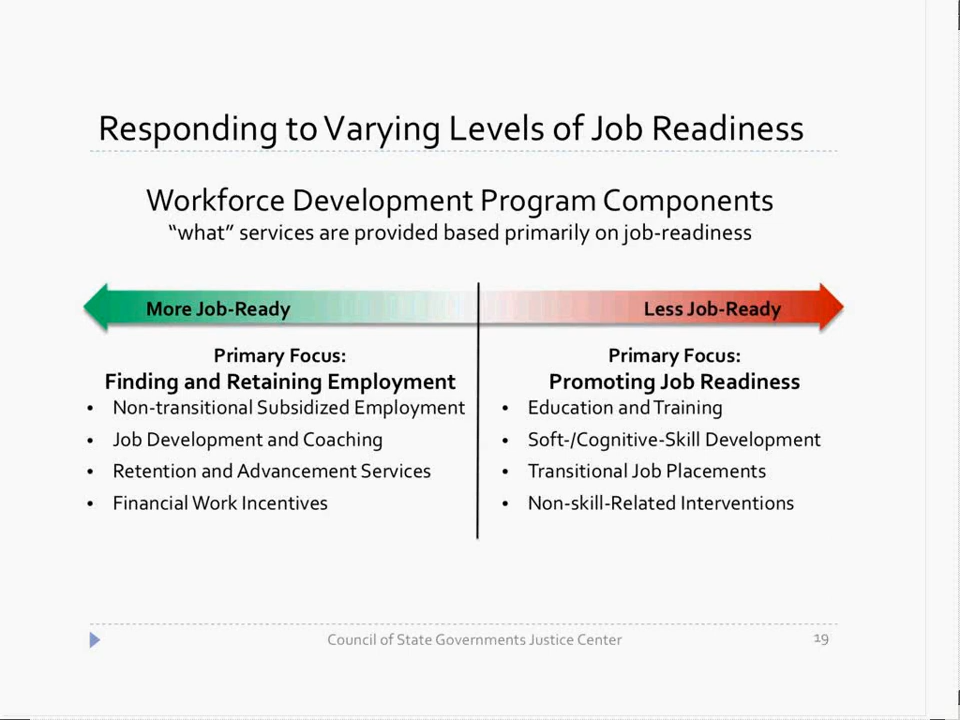 Responding to Varying Levels of Job Readiness
Workforce Development Program Components
“what” services are provided based primarily on job-readiness
More Job-Ready
Less Job-Ready
Primary Focus:
Finding and Retaining Employment
• Non-transitional Subsidized Employment
• Job Development and Coaching
• Retention and Advancement Services
• Financial Work Incentives
Primary Focus:
Promoting Job Readiness
• Education and Training
• Soft-/Cognitive-Skill Development
• Transitional Job Placements
• Non-skill-Related Interventions
Council of State Governments Justice Center
19